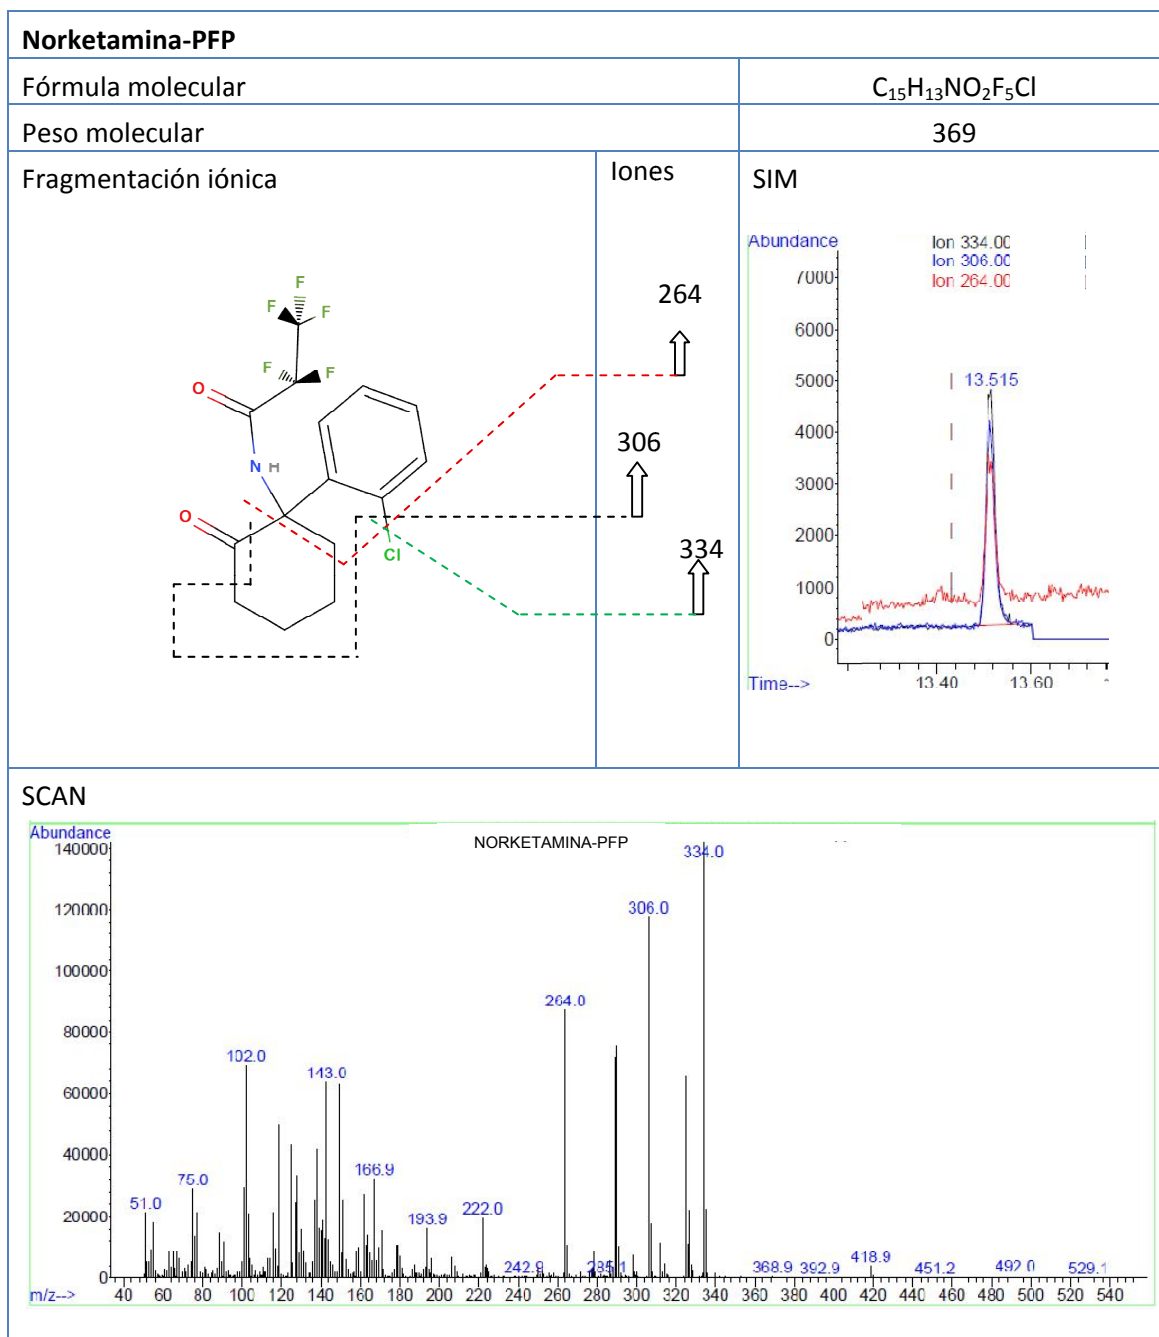 Norketamina-PFP
Fórmula molecular
C₁₅H₁₃NO₂F₅Cl
Peso molecular
369
Fragmentación iónica
Iones
SIM
264
306
334
F
F
F
F
F
O
N H
O
Cl
Abundance
Ion 334.00
Ion 306.00
Ion 264.00
7000
6000
5000
4000
3000
2000
1000
0
13.515
Time-->
13.40 13.60
SCAN
Abundance
NORKETAMINA-PFP
140000
120000
100000
80000
60000
40000
20000
0
334.0
306.0
264.0
102.0
143.0
75.0
166.9
51.0
193.9
222.0
242.9
285.1
368.9
392.9
418.9
451.2
492.0
529.1
m/z-->
40 60 80 100 120 140 160 180 200 220 240 260 280 300 320 340 360 380 400 420 440 460 480 500 520 540